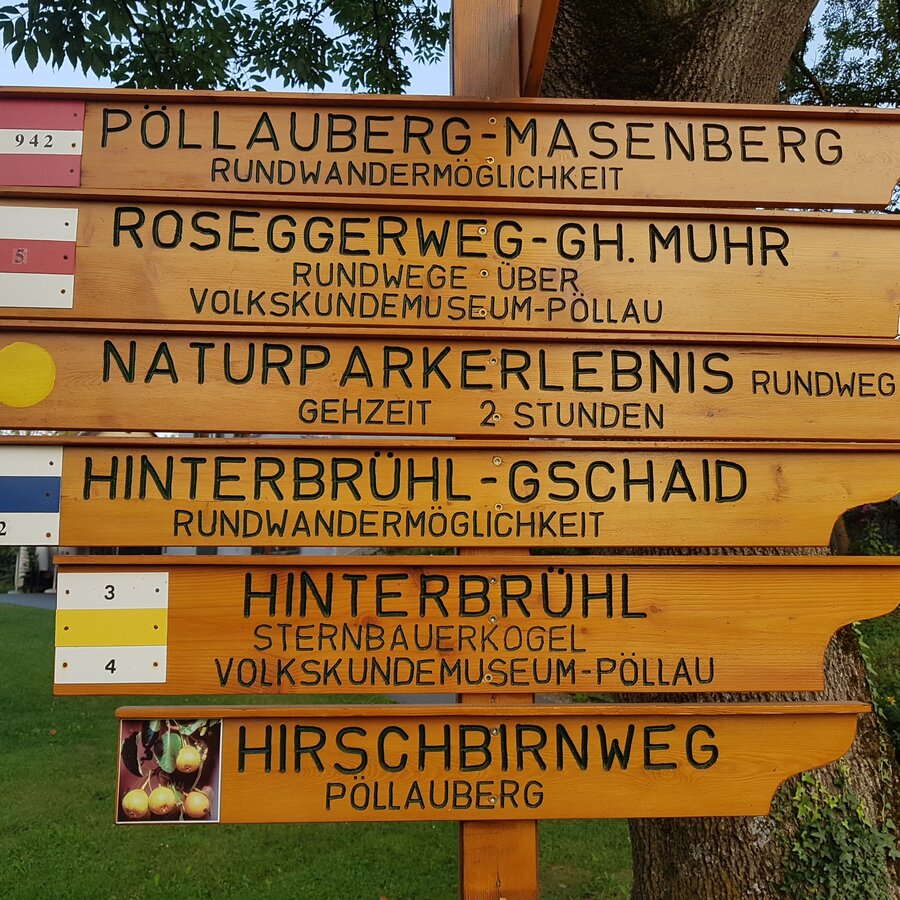 942
PÖLLAUBERG-MASENBERG
RUNDWANDERMÖGLICHKEIT
5
ROSEGGERWEG-GH. MUHR
RUNDWEGE ÜBER
VOLKSKUNDEMUSEUM-PÖLLAU
NATURPARKERLEBNIS RUNDWEG
GEHZEIT 2 STUNDEN
2
HINTERBRÜHL-GSCHAID
RUNDWANDERMÖGLICHKEIT
3
4
HINTERBRÜHL
STERNBAUERKOGEL
VOLKSKUNDEMUSEUM-PÖLLAU
HIRSCHBIRNWEG
PÖLLAUBERG